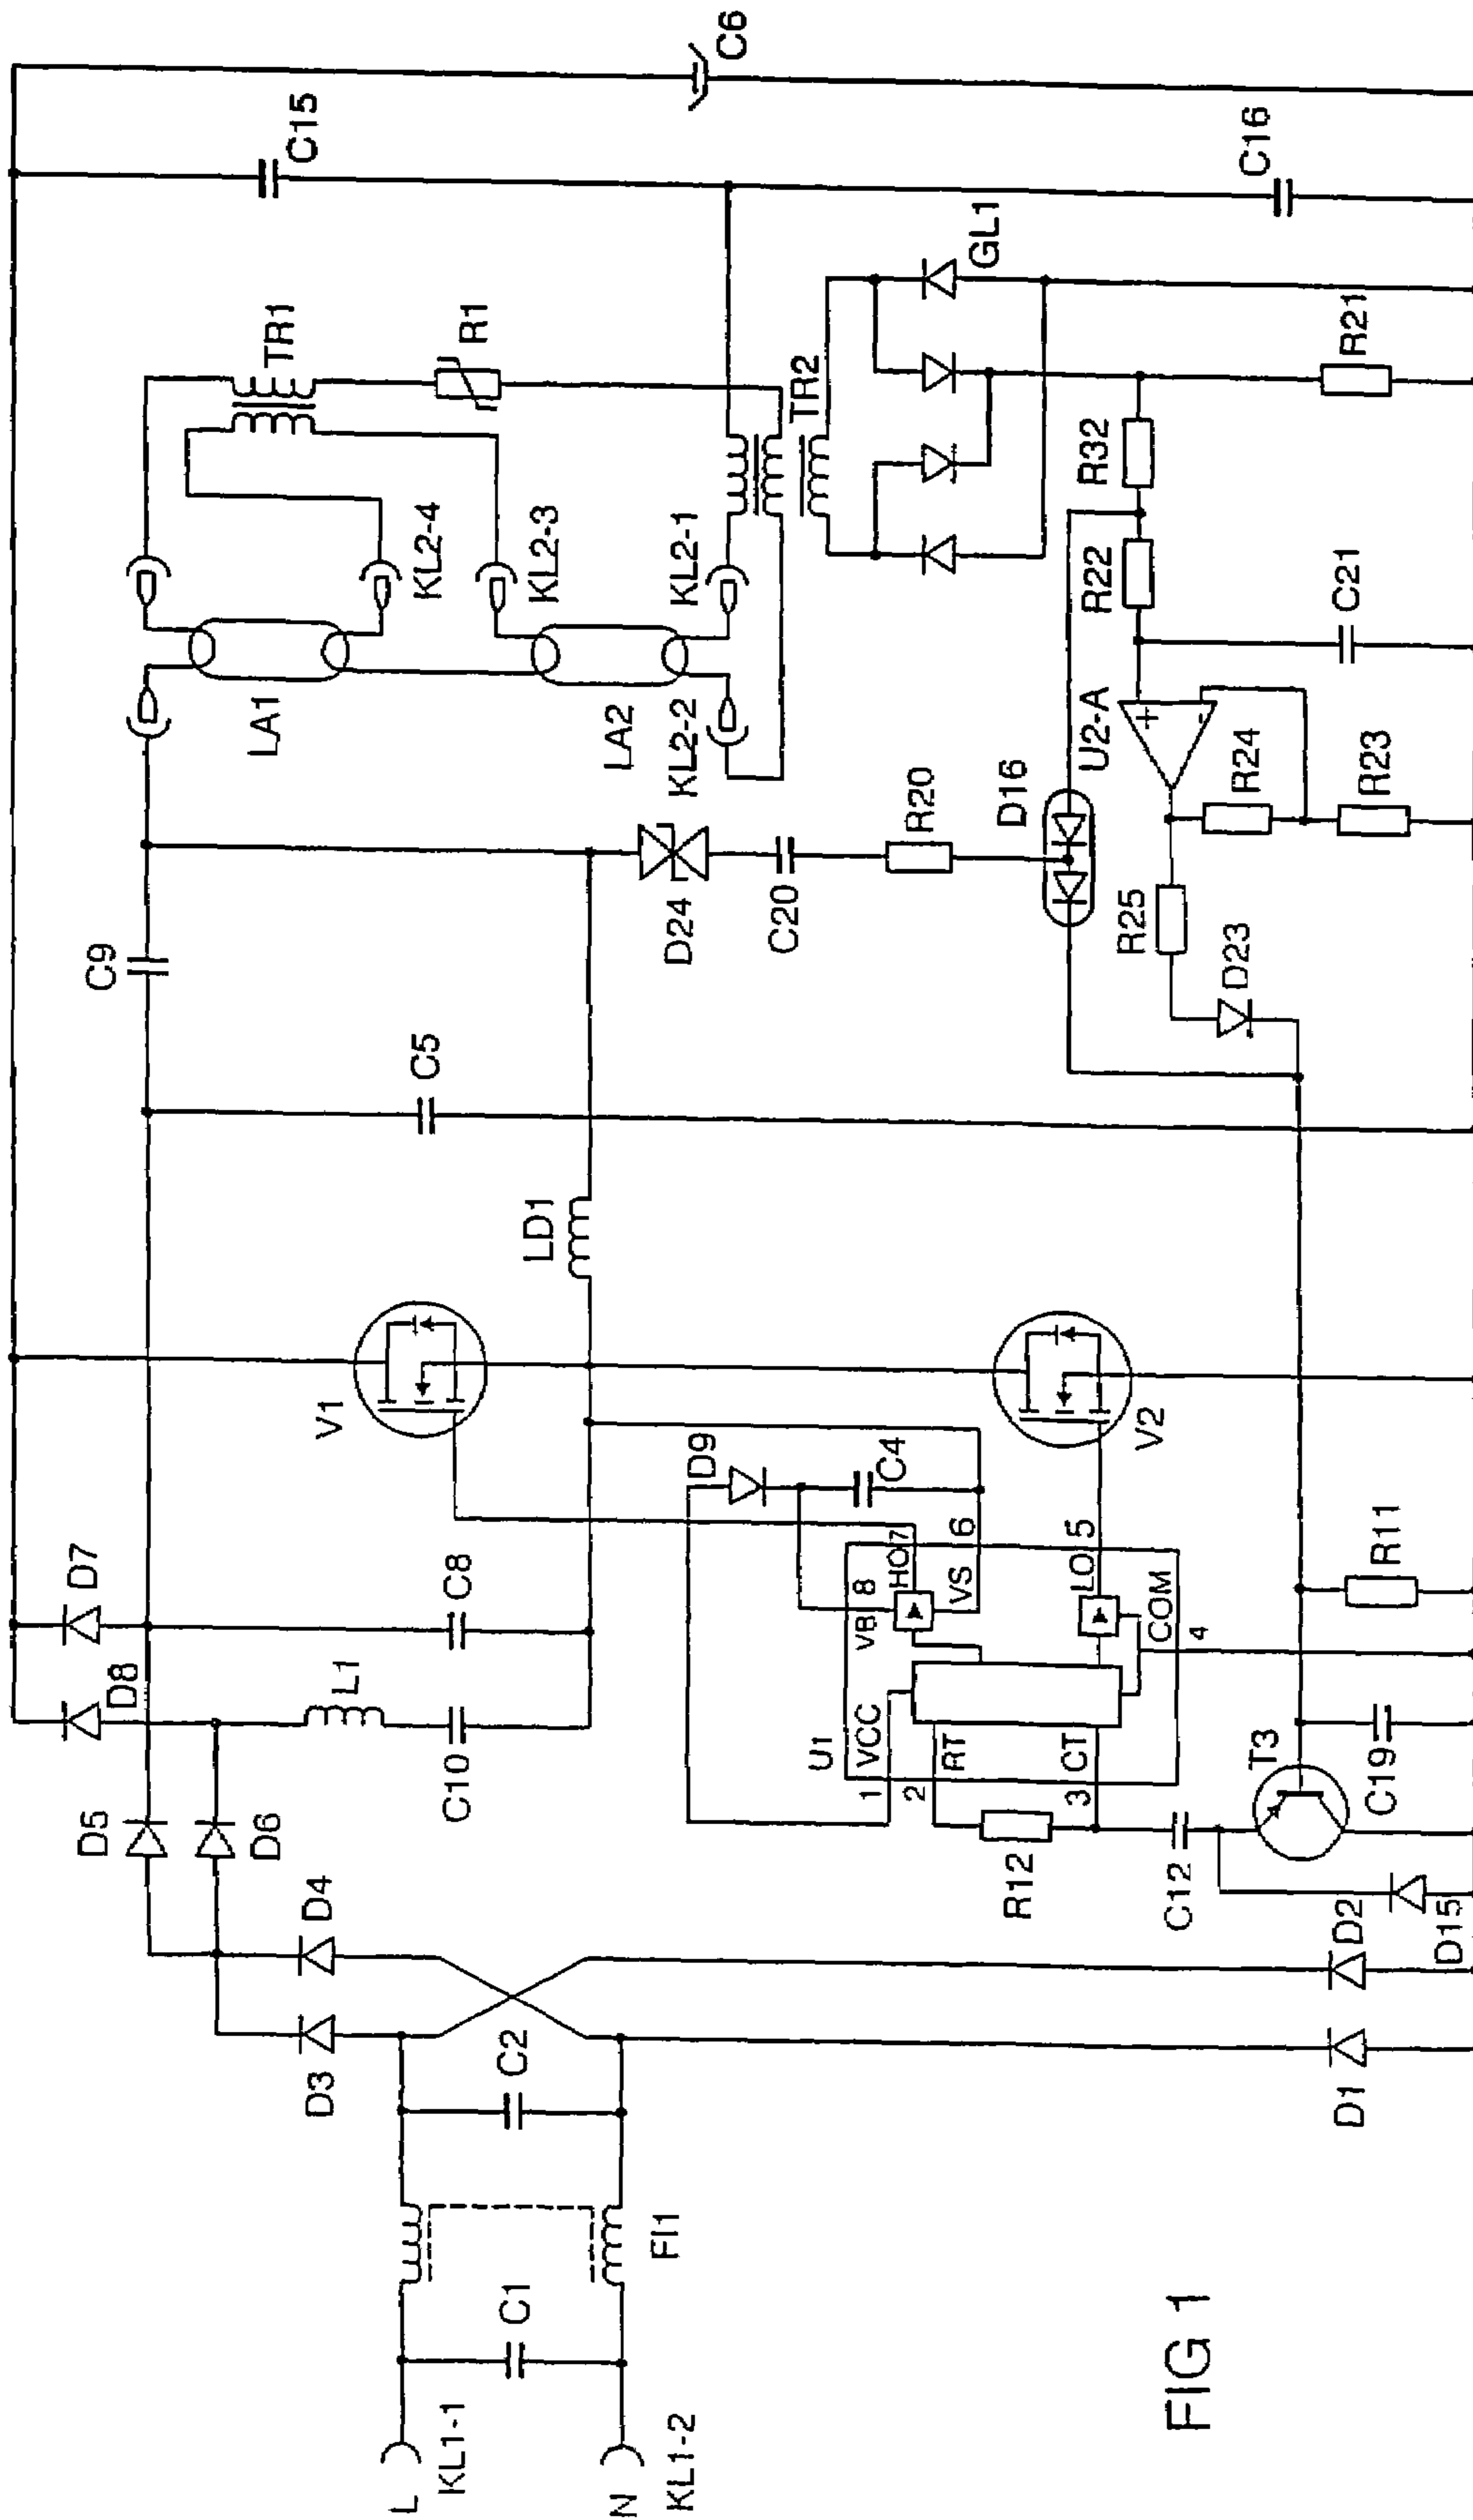 L
KL1-1
N
KL1-2
C1
FI1
C2
D3
D4
D5
D6
D8
D7
L1
C10
C8
D1
D2
D15
C12
R12
T3
C19
R11
U1
1
VCC
2
RT
3
CT
VB
8
HO
7
VS
6
LO
5
COM
4
D9
C4
V1
V2
LD1
C5
C9
D24
C20
R20
D16
R25
D23
U2-A
+
-
R24
R23
R22
C21
R32
R21
LA1
LA2
KL2-4
KL2-3
KL2-1
KL2-2
TR1
R1
TR2
GL1
C15
C16
C6
FIG 1